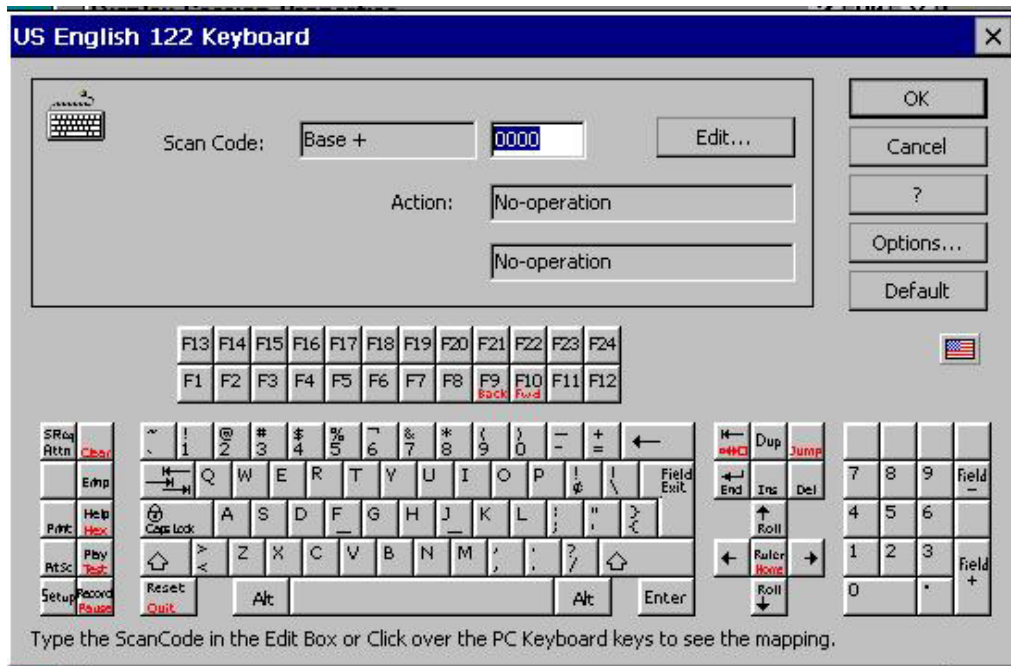 US English 122 Keyboard
Scan Code: Base + 0000 Edit...
Action: No-operation
No-operation
OK
Cancel
?
Options...
Default
F13 F14 F15 F16 F17 F18 F19 F20 F21 F22 F23 F24
F1 F2 F3 F4 F5 F6 F7 F8 F9 F10 F11 F12
Back Fwd
SReq
Attn Clear
~ ! @ # $ % ¬ & * ( ) _ +
` 1 2 3 4 5 6 7 8 9 0 - =
Dup Jump
ErInp
Q W E R T Y U I O P ! \
¢ Field Exit
End Ins Del
7 8 9 Field -
Print Help
Hex
Caps Lock A S D F G H J K L : " }
; ' {
Roll
4 5 6
PrtSc Play
Test
> Z X C V B N M ?
< /
Ruler
Home
1 2 3 Field +
Setup Record
Pause
Reset
Quit
Alt Alt Enter
Roll
0 .
Type the ScanCode in the Edit Box or Click over the PC Keyboard keys to see the mapping.